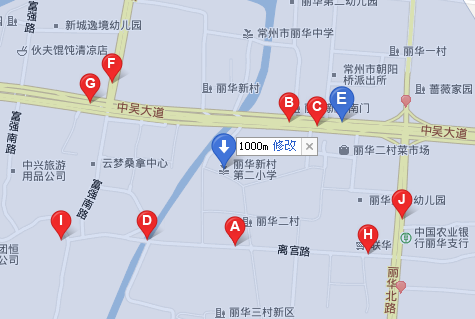 丽华第二幼儿园
富强路
新城逸境幼儿园
常州市丽华中学
伙夫馄饨清凉店
丽华一村
F
常州市朝阳
桥派出所
G
丽华新村
蔷薇家园
B
C
E
南门
中吴大道
中吴大道
富强南路
1000m 修改
丽华二村菜市场
云梦桑拿中心
丽华新村
第二小学
中兴旅游
用品公司
富强南路
丽华
幼儿园
J
I
D
A
丽华二村
H
联华
中国农业银
行丽华支行
团恒
公司
离宫路
丽华北路
丽华三村新区